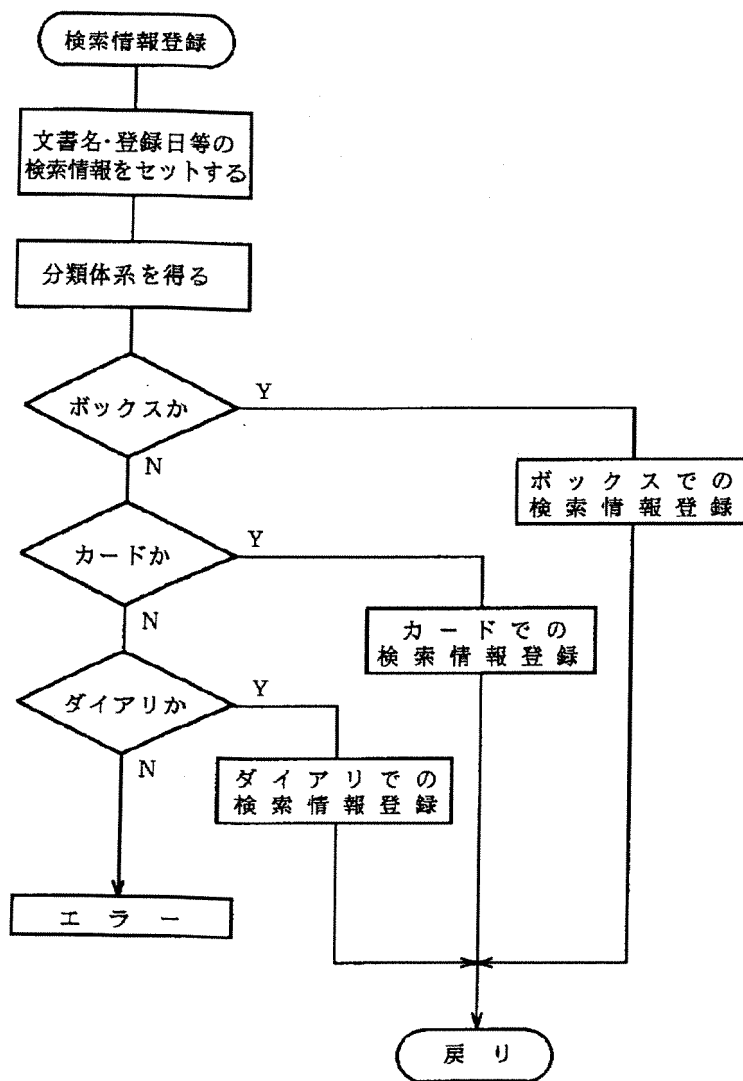 検索情報登録
文書名・登録日等の
検索情報をセットする
分類体系を得る
ボックスか
Y
N
ボックスでの
検索情報登録
カードか
Y
N
カードでの
検索情報登録
ダイアリか
Y
N
ダイアリでの
検索情報登録
エラー
戻り